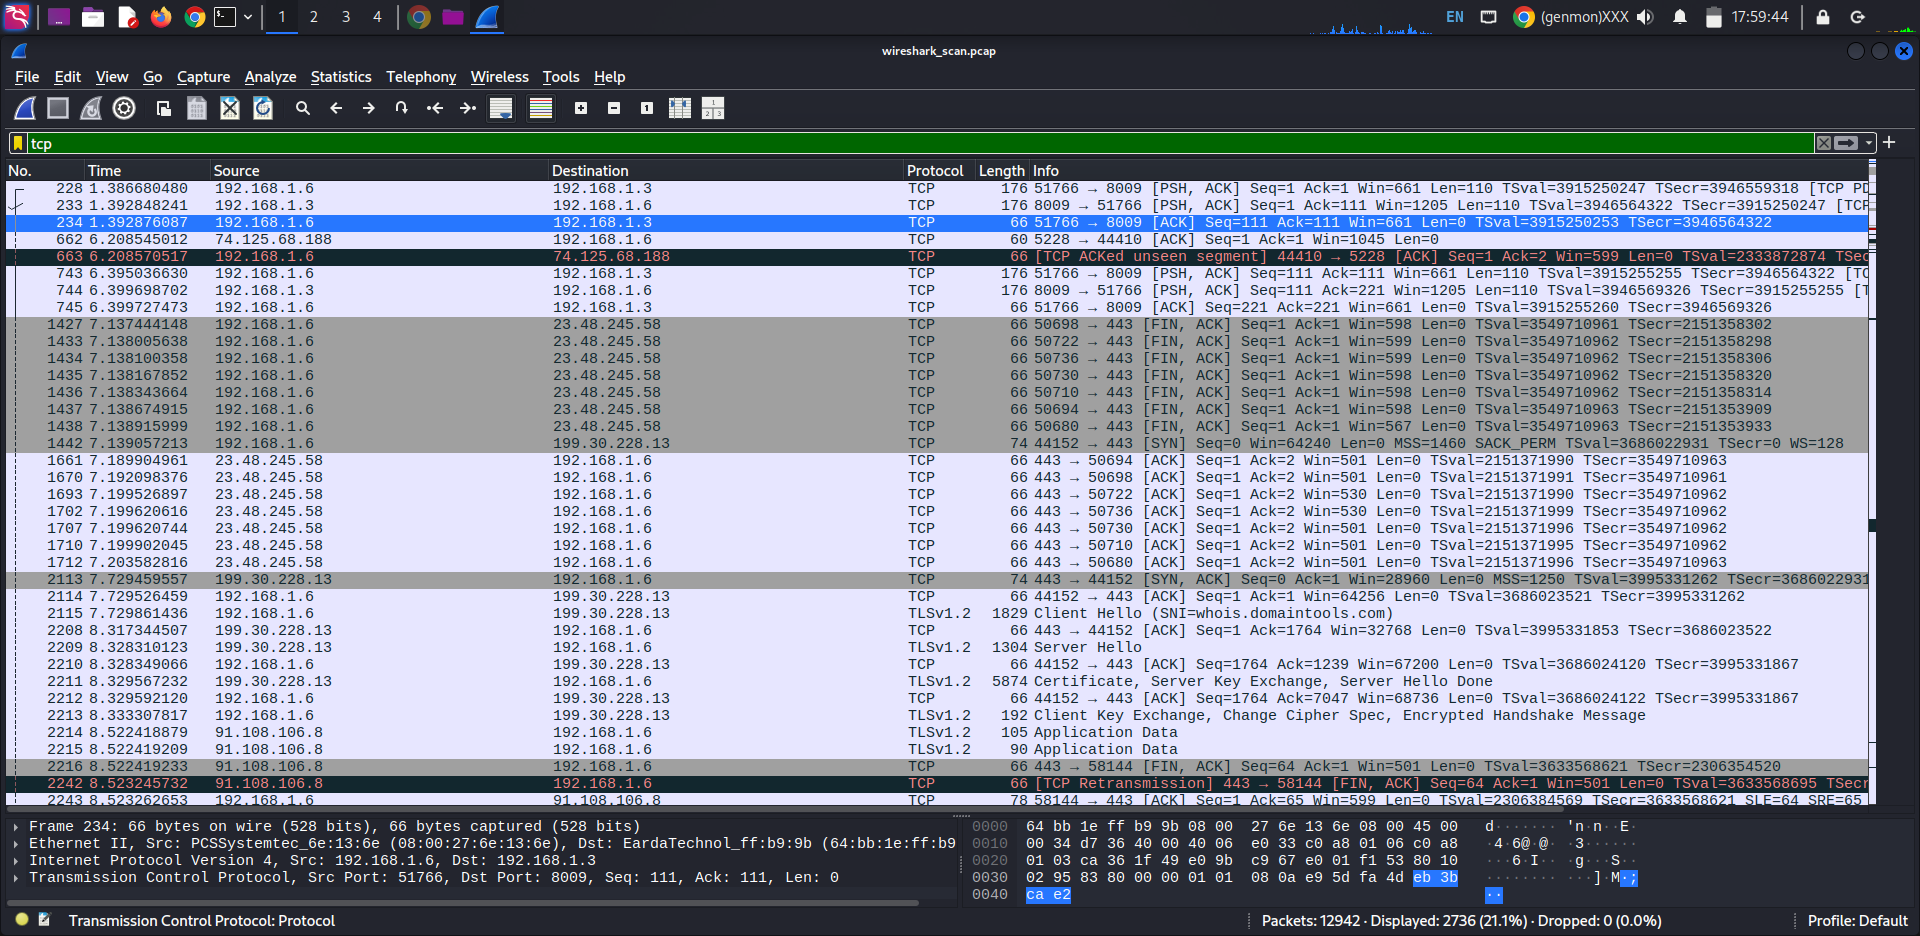 1 2 3 4 EN (genmon)XXX 17:59:44
wireshark_scan.pcap
File Edit View Go Capture Analyze Statistics Telephony Wireless Tools Help
tcp
No. Time Source Destination Protocol Length Info
228 1.386680480 192.168.1.6 192.168.1.3 TCP 176 51766 → 8009 [PSH, ACK] Seq=1 Ack=1 Win=661 Len=110 TSval=3915250247 TSecr=3946559318 [TCP PD
233 1.392848241 192.168.1.3 192.168.1.6 TCP 176 8009 → 51766 [PSH, ACK] Seq=1 Ack=111 Win=1205 Len=110 TSval=3946564322 TSecr=3915250247 [TCP
234 1.392876087 192.168.1.6 192.168.1.3 TCP 66 51766 → 8009 [ACK] Seq=111 Ack=111 Win=661 Len=0 TSval=3915250253 TSecr=3946564322
662 6.208545012 74.125.68.188 192.168.1.6 TCP 60 5228 → 44410 [ACK] Seq=1 Ack=1 Win=1045 Len=0
663 6.208570517 192.168.1.6 74.125.68.188 TCP 66 [TCP ACKed unseen segment] 44410 → 5228 [ACK] Seq=1 Ack=2 Win=599 Len=0 TSval=2333872874 TSec
743 6.395036630 192.168.1.6 192.168.1.3 TCP 176 51766 → 8009 [PSH, ACK] Seq=111 Ack=111 Win=661 Len=110 TSval=3915255255 TSecr=3946564322 [TC
744 6.399698702 192.168.1.3 192.168.1.6 TCP 176 8009 → 51766 [PSH, ACK] Seq=111 Ack=221 Win=1205 Len=110 TSval=3946569326 TSecr=3915255255 [T
745 6.399727473 192.168.1.6 192.168.1.3 TCP 66 51766 → 8009 [ACK] Seq=221 Ack=221 Win=661 Len=0 TSval=3915255260 TSecr=3946569326
1427 7.137444148 192.168.1.6 23.48.245.58 TCP 66 50698 → 443 [FIN, ACK] Seq=1 Ack=1 Win=598 Len=0 TSval=3549710961 TSecr=2151358302
1433 7.138005638 192.168.1.6 23.48.245.58 TCP 66 50722 → 443 [FIN, ACK] Seq=1 Ack=1 Win=599 Len=0 TSval=3549710962 TSecr=2151358298
1434 7.138100358 192.168.1.6 23.48.245.58 TCP 66 50736 → 443 [FIN, ACK] Seq=1 Ack=1 Win=599 Len=0 TSval=3549710962 TSecr=2151358306
1435 7.138167852 192.168.1.6 23.48.245.58 TCP 66 50730 → 443 [FIN, ACK] Seq=1 Ack=1 Win=598 Len=0 TSval=3549710962 TSecr=2151358320
1436 7.138343664 192.168.1.6 23.48.245.58 TCP 66 50710 → 443 [FIN, ACK] Seq=1 Ack=1 Win=598 Len=0 TSval=3549710962 TSecr=2151358314
1437 7.138674915 192.168.1.6 23.48.245.58 TCP 66 50694 → 443 [FIN, ACK] Seq=1 Ack=1 Win=598 Len=0 TSval=3549710963 TSecr=2151353909
1438 7.138915999 192.168.1.6 23.48.245.58 TCP 66 50680 → 443 [FIN, ACK] Seq=1 Ack=1 Win=567 Len=0 TSval=3549710963 TSecr=2151353933
1442 7.139057213 192.168.1.6 199.30.228.13 TCP 74 44152 → 443 [SYN] Seq=0 Win=64240 Len=0 MSS=1460 SACK_PERM TSval=3686022931 TSecr=0 WS=128
1661 7.189904961 23.48.245.58 192.168.1.6 TCP 66 443 → 50694 [ACK] Seq=1 Ack=2 Win=501 Len=0 TSval=2151371990 TSecr=3549710963
1670 7.192098376 23.48.245.58 192.168.1.6 TCP 66 443 → 50698 [ACK] Seq=1 Ack=2 Win=501 Len=0 TSval=2151371991 TSecr=3549710961
1693 7.199526897 23.48.245.58 192.168.1.6 TCP 66 443 → 50722 [ACK] Seq=1 Ack=2 Win=530 Len=0 TSval=2151371990 TSecr=3549710962
1702 7.199620616 23.48.245.58 192.168.1.6 TCP 66 443 → 50736 [ACK] Seq=1 Ack=2 Win=530 Len=0 TSval=2151371999 TSecr=3549710962
1707 7.199620744 23.48.245.58 192.168.1.6 TCP 66 443 → 50730 [ACK] Seq=1 Ack=2 Win=501 Len=0 TSval=2151371996 TSecr=3549710962
1710 7.199902045 23.48.245.58 192.168.1.6 TCP 66 443 → 50710 [ACK] Seq=1 Ack=2 Win=501 Len=0 TSval=2151371995 TSecr=3549710962
1712 7.203582816 23.48.245.58 192.168.1.6 TCP 66 443 → 50680 [ACK] Seq=1 Ack=2 Win=501 Len=0 TSval=2151371996 TSecr=3549710963
2113 7.729459557 199.30.228.13 192.168.1.6 TCP 74 443 → 44152 [SYN, ACK] Seq=0 Ack=1 Win=28960 Len=0 MSS=1250 TSval=3995331262 TSecr=3686022931
2114 7.729526459 192.168.1.6 199.30.228.13 TCP 66 44152 → 443 [ACK] Seq=1 Ack=1 Win=64256 Len=0 TSval=3686023521 TSecr=3995331262
2115 7.729861436 192.168.1.6 199.30.228.13 TLSv1.2 1829 Client Hello (SNI=whois.domaintools.com)
2208 8.317344507 199.30.228.13 192.168.1.6 TCP 66 443 → 44152 [ACK] Seq=1 Ack=1764 Win=32768 Len=0 TSval=3995331853 TSecr=3686023522
2209 8.328310123 199.30.228.13 192.168.1.6 TLSv1.2 1304 Server Hello
2210 8.328349066 192.168.1.6 199.30.228.13 TCP 66 44152 → 443 [ACK] Seq=1764 Ack=1239 Win=67200 Len=0 TSval=3686024120 TSecr=3995331867
2211 8.329567232 199.30.228.13 192.168.1.6 TLSv1.2 5874 Certificate, Server Key Exchange, Server Hello Done
2212 8.329592120 192.168.1.6 199.30.228.13 TCP 66 44152 → 443 [ACK] Seq=1764 Ack=7047 Win=68736 Len=0 TSval=3686024122 TSecr=3995331867
2213 8.333307817 192.168.1.6 199.30.228.13 TLSv1.2 192 Client Key Exchange, Change Cipher Spec, Encrypted Handshake Message
2214 8.522418879 91.108.106.8 192.168.1.6 TLSv1.2 105 Application Data
2215 8.522419209 91.108.106.8 192.168.1.6 TLSv1.2 90 Application Data
2216 8.522419233 91.108.106.8 192.168.1.6 TCP 66 443 → 58144 [FIN, ACK] Seq=64 Ack=1 Win=501 Len=0 TSval=3633568621 TSecr=2306354520
2242 8.523245732 91.108.106.8 192.168.1.6 TCP 66 [TCP Retransmission] 443 → 58144 [FIN, ACK] Seq=64 Ack=1 Win=501 Len=0 TSval=3633568695 TSecr
2243 8.523262653 192.168.1.6 91.108.106.8 TCP 78 58144 → 443 [ACK] Seq=1 Ack=65 Win=599 Len=0 TSval=2306384569 TSecr=3633568621 SLE=64 SRE=65
Frame 234: 66 bytes on wire (528 bits), 66 bytes captured (528 bits)
Ethernet II, Src: PCSSystemtec_6e:13:6e (08:00:27:6e:13:6e), Dst: EardaTechnol_ff:b9:9b (64:bb:1e:ff:b9
Internet Protocol Version 4, Src: 192.168.1.6, Dst: 192.168.1.3
Transmission Control Protocol, Src Port: 51766, Dst Port: 8009, Seq: 111, Ack: 111, Len: 0
0000 64 bb 1e ff b9 9b 08 00 27 6e 13 6e 08 00 45 00 d······· 'n·n··E·
0010 00 34 d7 36 40 00 40 06 e0 33 c0 a8 01 06 c0 a8 ·4·6@·@· ·3······
0020 01 03 ca 36 1f 49 e0 9b c9 67 e0 01 f1 53 80 10 ···6·I·· ·g···S··
0030 02 95 83 80 00 00 01 01 08 0a e9 5d fa 4d eb 3b ········ ···]·M·;
0040 ca e2 ··
Transmission Control Protocol: Protocol Packets: 12942 · Displayed: 2736 (21.1%) · Dropped: 0 (0.0%) Profile: Default